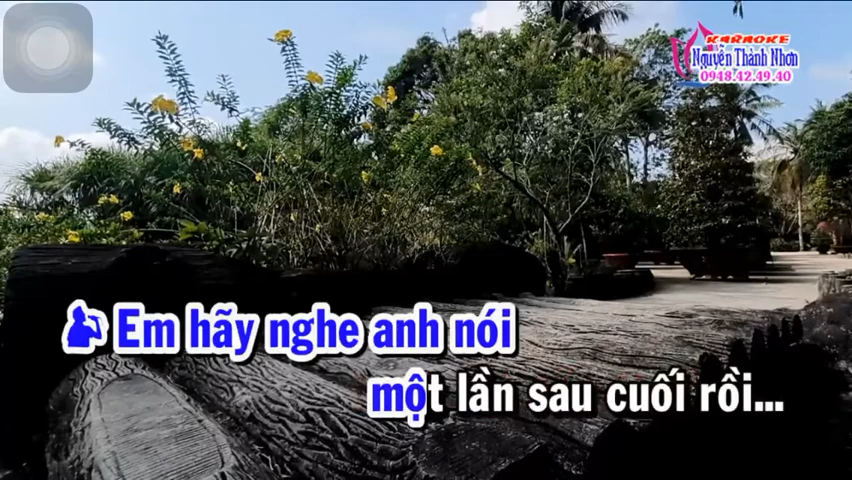 KARAOKE
Nguyễn Thành Nhơn
0948.42.49.40
Em hãy nghe anh nói
một lần sau cuối rồi...